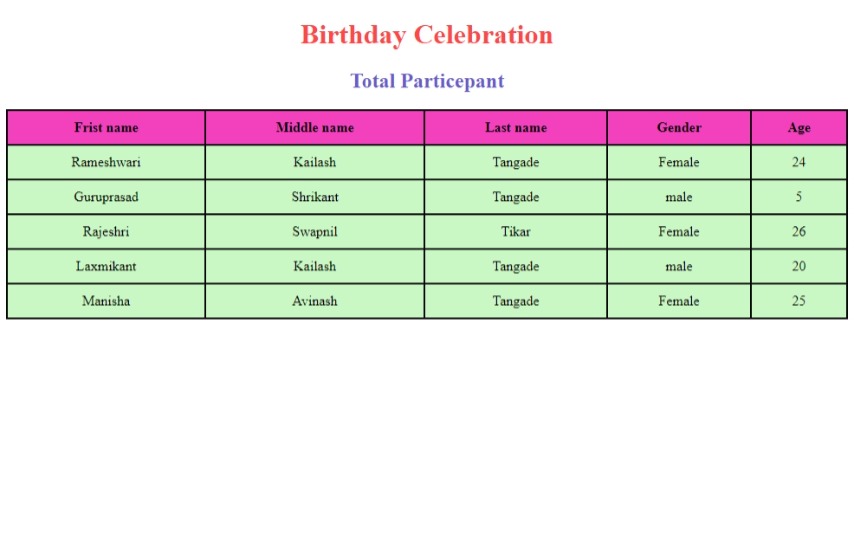 Birthday Celebration
Total Particepant
Frist name Middle name Last name Gender Age
Rameshwari Kailash Tangade Female 24
Guruprasad Shrikant Tangade male 5
Rajeshri Swapnil Tikar Female 26
Laxmikant Kailash Tangade male 20
Manisha Avinash Tangade Female 25